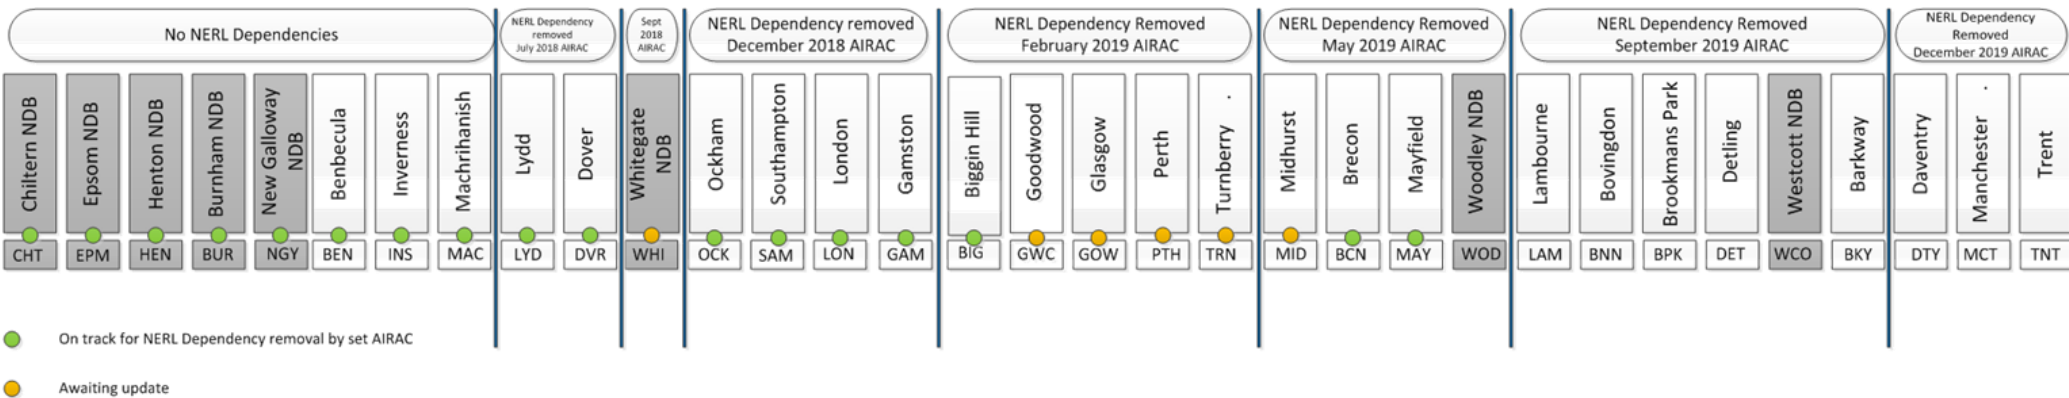 No NERL Dependencies
NERL Dependency
removed
July 2018 AIRAC
Sept
2018
AIRAC
NERL Dependency removed
December 2018 AIRAC
NERL Dependency Removed
February 2019 AIRAC
NERL Dependency Removed
May 2019 AIRAC
NERL Dependency Removed
September 2019 AIRAC
NERL Dependency
Removed
December 2019 AIRAC
Chiltern NDB
Epsom NDB
Henton NDB
Burnham NDB
New Galloway
NDB
Benbecula
Inverness
Machrihanish
Lydd
Dover
Whitegate
NDB
Ockham
Southampton
London
Gamston
Biggin Hill
Goodwood
Glasgow
Perth
Turnberry .
Midhurst
Brecon
Mayfield
Woodley NDB
Lambourne
Bovingdon
Brookmans Park
Detling
Westcott NDB
Barkway
Daventry
Manchester .
Trent
CHT
EPM
HEN
BUR
NGY
BEN
INS
MAC
LYD
DVR
WHI
OCK
SAM
LON
GAM
BIG
GWC
GOW
PTH
TRN
MID
BCN
MAY
WOD
LAM
BNN
BPK
DET
WCO
BKY
DTY
MCT
TNT
On track for NERL Dependency removal by set AIRAC
Awaiting update